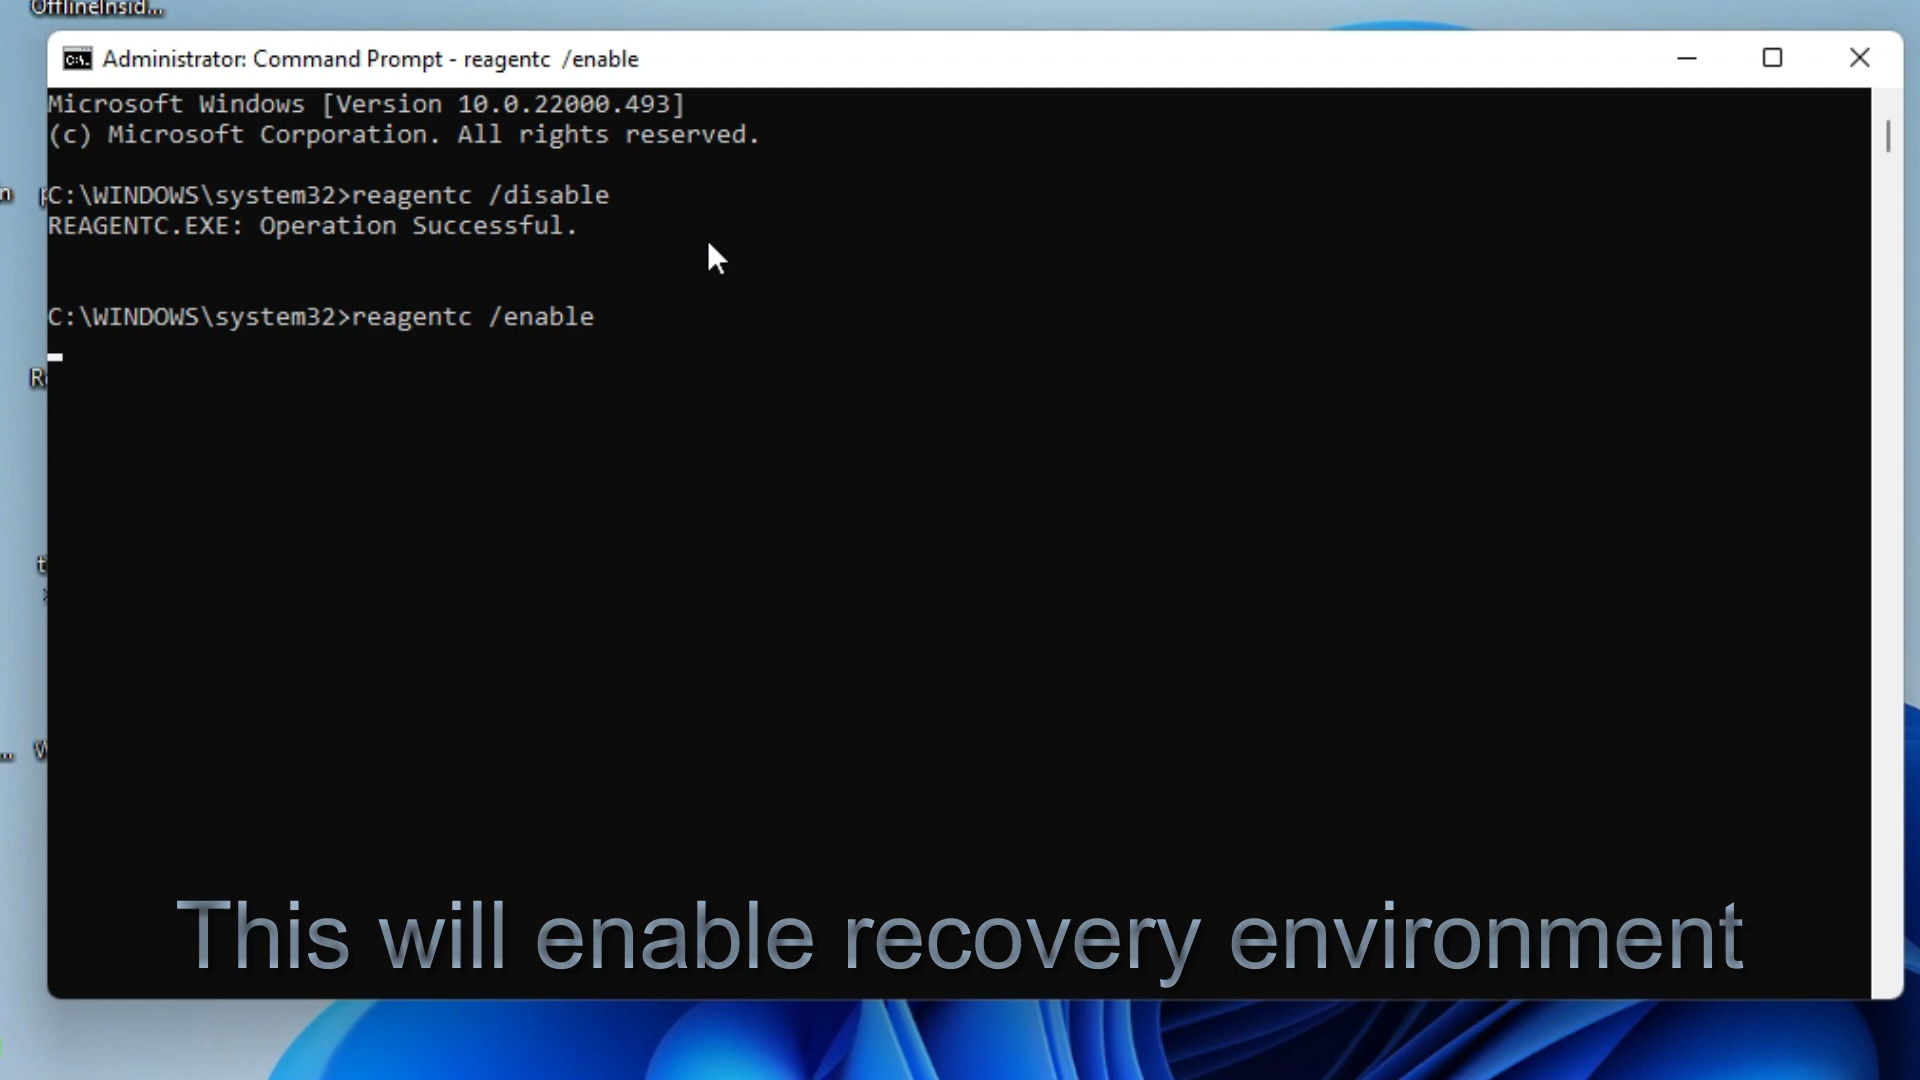 OfflineInsid...
Administrator: Command Prompt - reagentc /enable
Microsoft Windows [Version 10.0.22000.493]
(c) Microsoft Corporation. All rights reserved.
C:\WINDOWS\system32>reagentc /disable
REAGENTC.EXE: Operation Successful.
C:\WINDOWS\system32>reagentc /enable
This will enable recovery environment